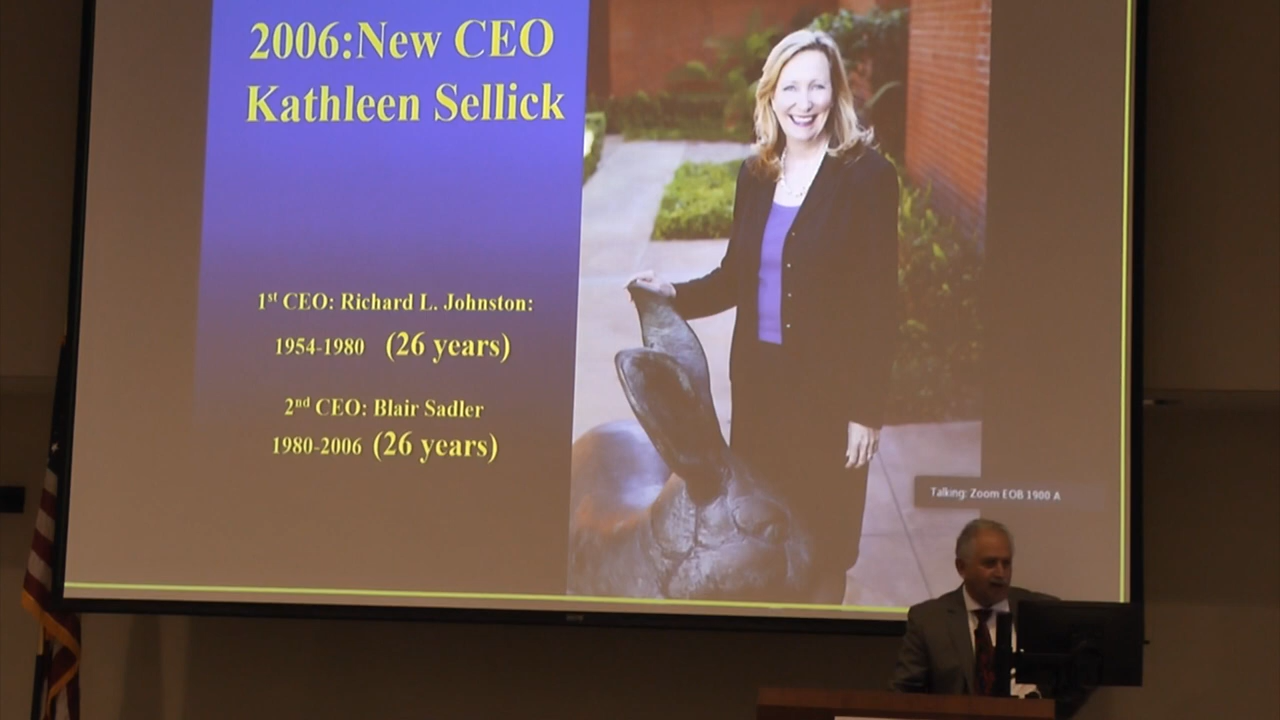 2006:New CEO
Kathleen Sellick
1st CEO: Richard L. Johnston:
1954-1980 (26 years)
2nd CEO: Blair Sadler
1980-2006 (26 years)
Talking: Zoom EOB 1900 A